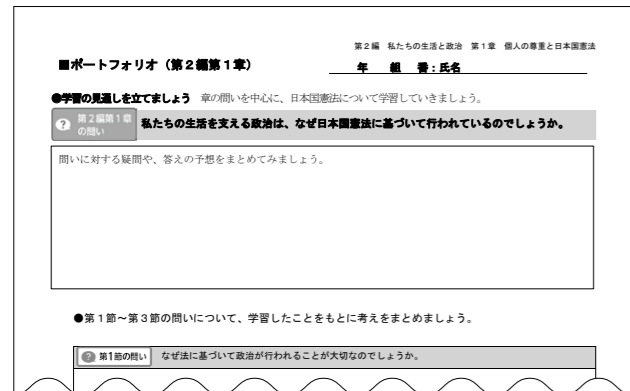 第2編 私たちの生活と政治 第1章 個人の尊重と日本国憲法
■ポートフォリオ（第2編第1章）
年 組 番：氏名
●学習の見通しを立てましょう 章の問いを中心に、日本国憲法について学習していきましょう。
? 第2編第1章の問い 私たちの生活を支える政治は、なぜ日本国憲法に基づいて行われているのでしょうか。
問いに対する疑問や、答えの予想をまとめてみましょう。
●第1節～第3節の問いについて、学習したことをもとに考えをまとめましょう。
? 第1節の問い なぜ法に基づいて政治が行われることが大切なのでしょうか。